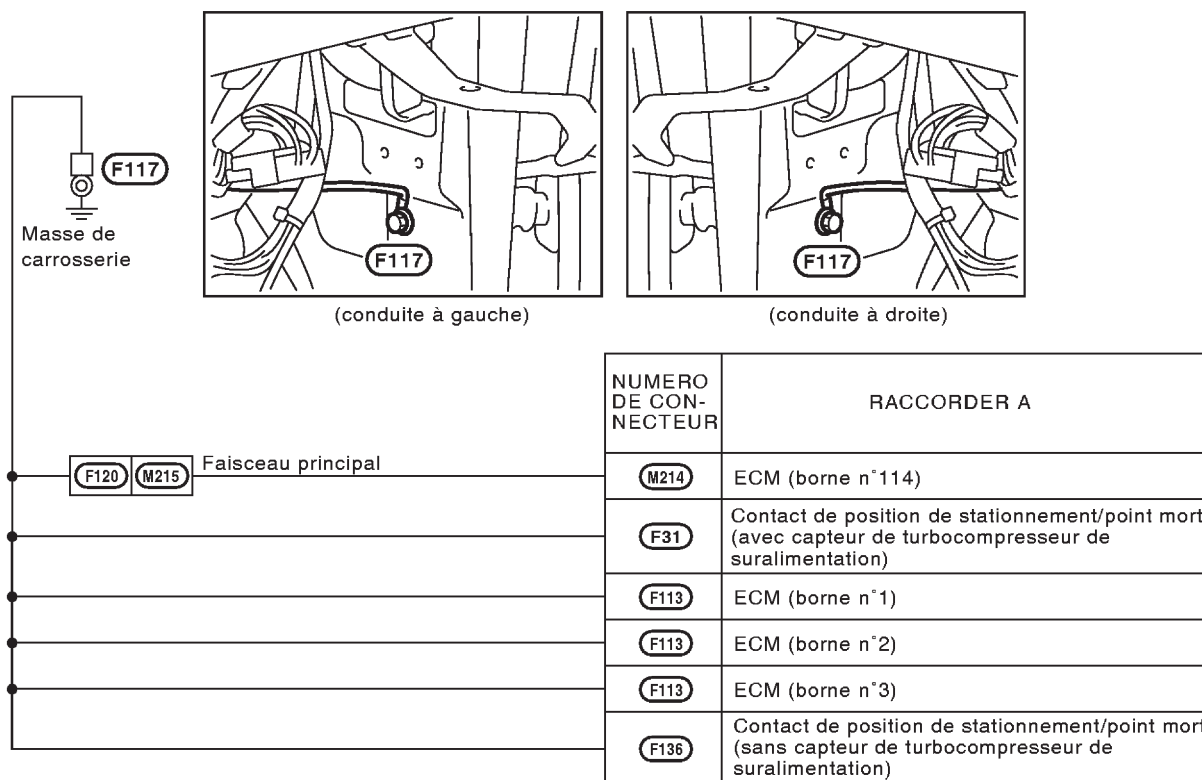 F117
Masse de
carrosserie
F117
(conduite à gauche)
F117
(conduite à droite)
NUMERO
DE CON-
NECTEUR
RACCORDER A
F120 M215 Faisceau principal
M214 ECM (borne n°114)
F31
Contact de position de stationnement/point mort
(avec capteur de turbocompresseur de
suralimentation)
F113 ECM (borne n°1)
F113 ECM (borne n°2)
F113 ECM (borne n°3)
F136
Contact de position de stationnement/point mort
(sans capteur de turbocompresseur de
suralimentation)